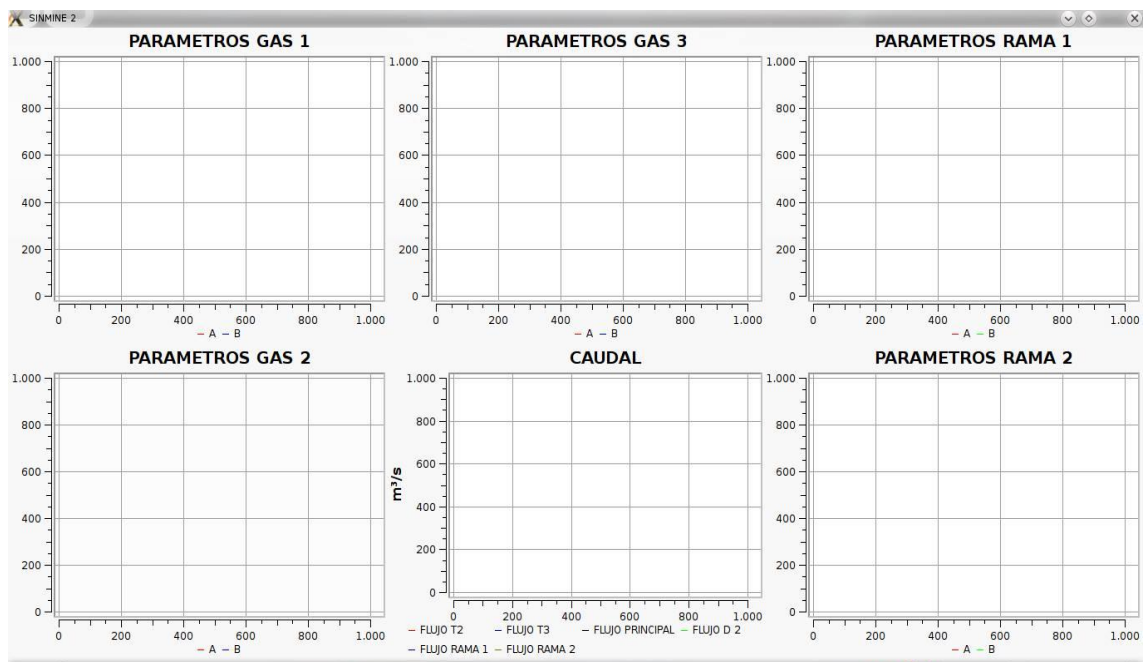 SINMINE 2
PARAMETROS GAS 1
1.000
800
600
400
200
0
0 200 400 600 800 1.000
A B
PARAMETROS GAS 3
1.000
800
600
400
200
0
0 200 400 600 800 1.000
A B
PARAMETROS RAMA 1
1.000
800
600
400
200
0
0 200 400 600 800 1.000
A B
PARAMETROS GAS 2
1.000
800
600
400
200
0
0 200 400 600 800 1.000
A B
CAUDAL
m³/s
1.000
800
600
400
200
0
0 200 400 600 800 1.000
FLUJO T2 FLUJO T3 FLUJO PRINCIPAL FLUJO D 2
FLUJO RAMA 1 FLUJO RAMA 2
PARAMETROS RAMA 2
1.000
800
600
400
200
0
0 200 400 600 800 1.000
A B